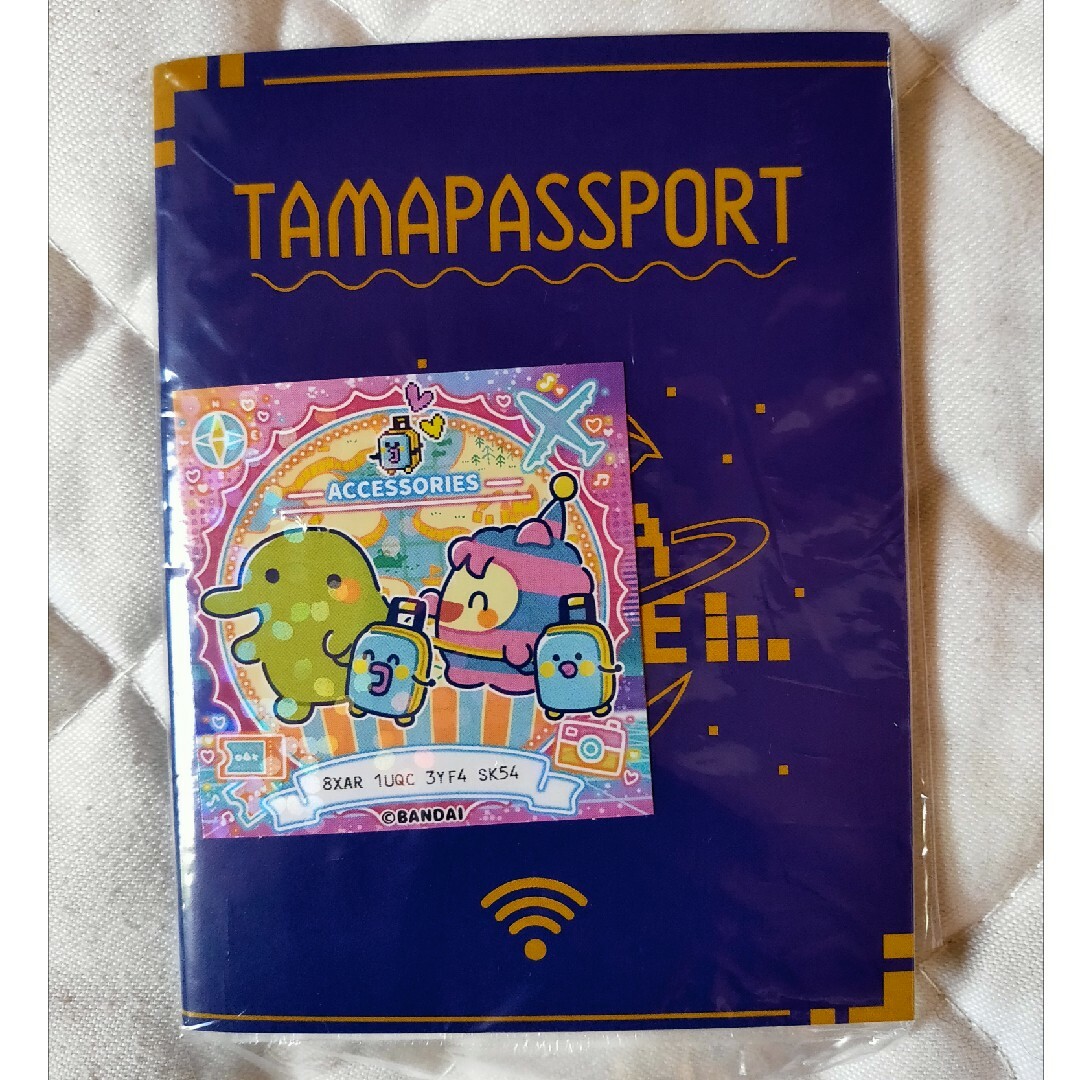 TAMAPASSPORT
ACCESSORIES
8XAR 1UQC 3YF4 SK54
©BANDAI